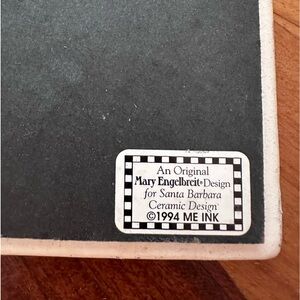 An Original
Mary Engelbreit® Design
for Santa Barbara
Ceramic Design
©1994 ME INK